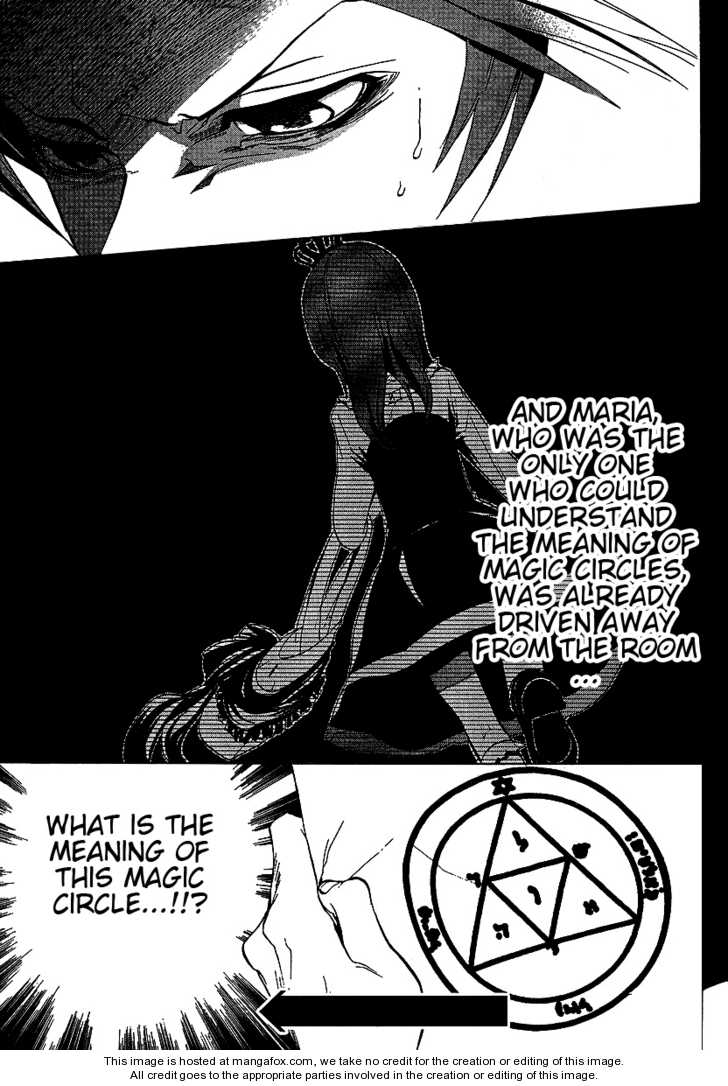 AND MARIA,
WHO WAS THE
ONLY ONE
WHO COULD
UNDERSTAND
THE MEANING OF
MAGIC CIRCLES,
WAS ALREADY
DRIVEN AWAY
FROM THE ROOM
...
WHAT IS THE
MEANING OF
THIS MAGIC
CIRCLE...!!?
This image is hosted at mangafox.com, we take no credit for the creation or editing of this image.
All credit goes to the appropriate parties involved in the creation or editing of this image.